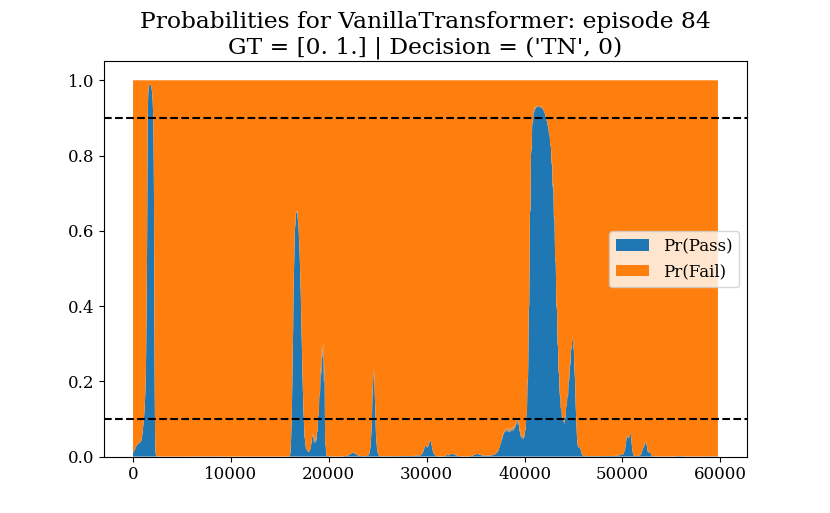 Probabilities for VanillaTransformer: episode 84
GT = [0. 1.] | Decision = ('TN', 0)
1.0
0.8
0.6
0.4
0.2
0.0
Pr(Pass)
Pr(Fail)
0 10000 20000 30000 40000 50000 60000